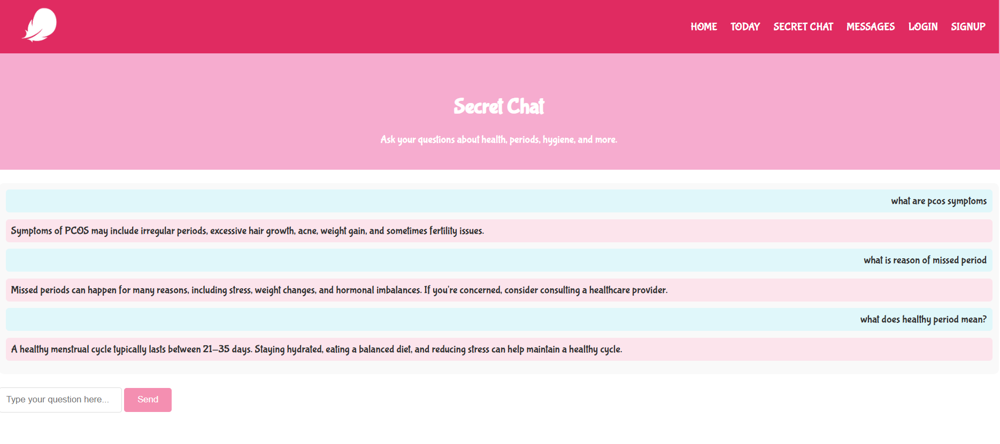 HOME TODAY SECRET CHAT MESSAGES LOGIN SIGNUP
Secret Chat
Ask your questions about health, periods, hygiene, and more.
what are pcos symptoms
Symptoms of PCOS may include irregular periods, excessive hair growth, acne, weight gain, and sometimes fertility issues.
what is reason of missed period
Missed periods can happen for many reasons, including stress, weight changes, and hormonal imbalances. If you're concerned, consider consulting a healthcare provider.
what does healthy period mean?
A healthy menstrual cycle typically lasts between 21–35 days. Staying hydrated, eating a balanced diet, and reducing stress can help maintain a healthy cycle.
Type your question here... Send